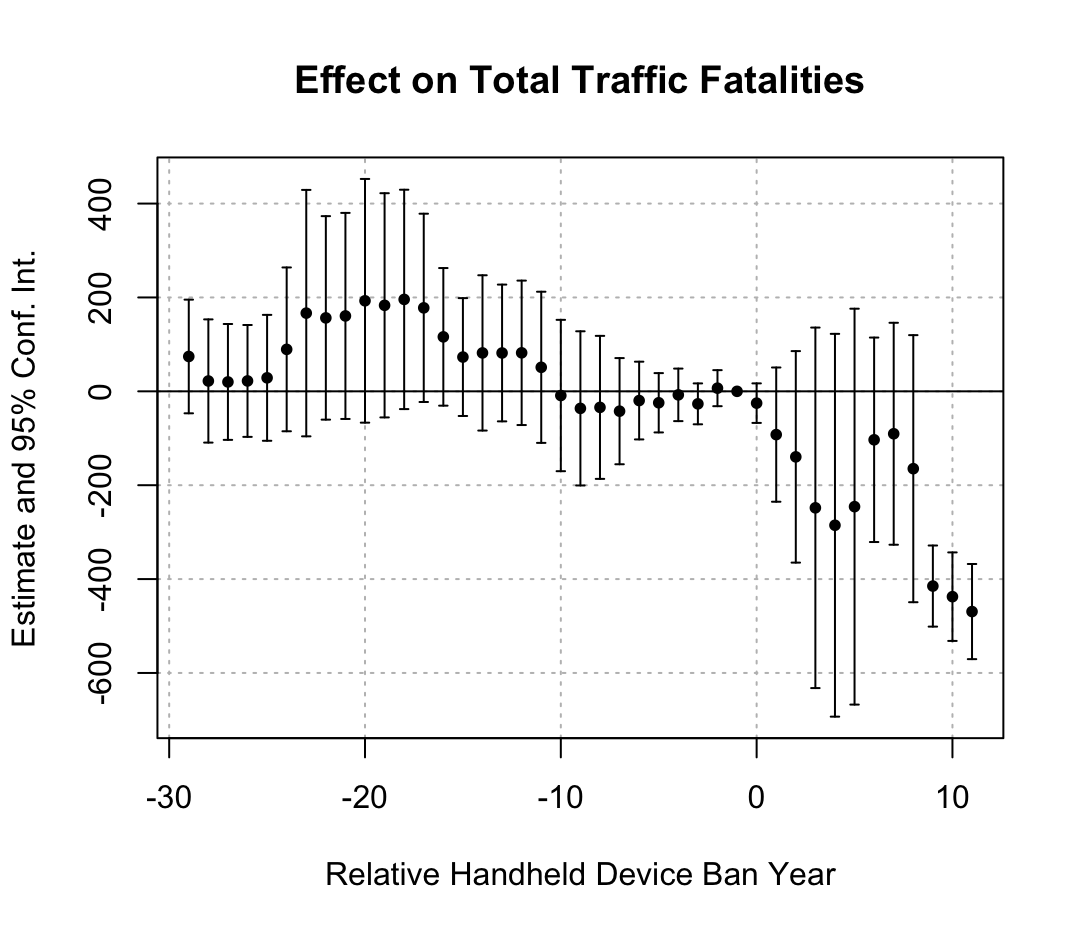 Effect on Total Traffic Fatalities
Estimate and 95% Conf. Int.
400
200
0
-200
-400
-600
-30 -20 -10 0 10
Relative Handheld Device Ban Year